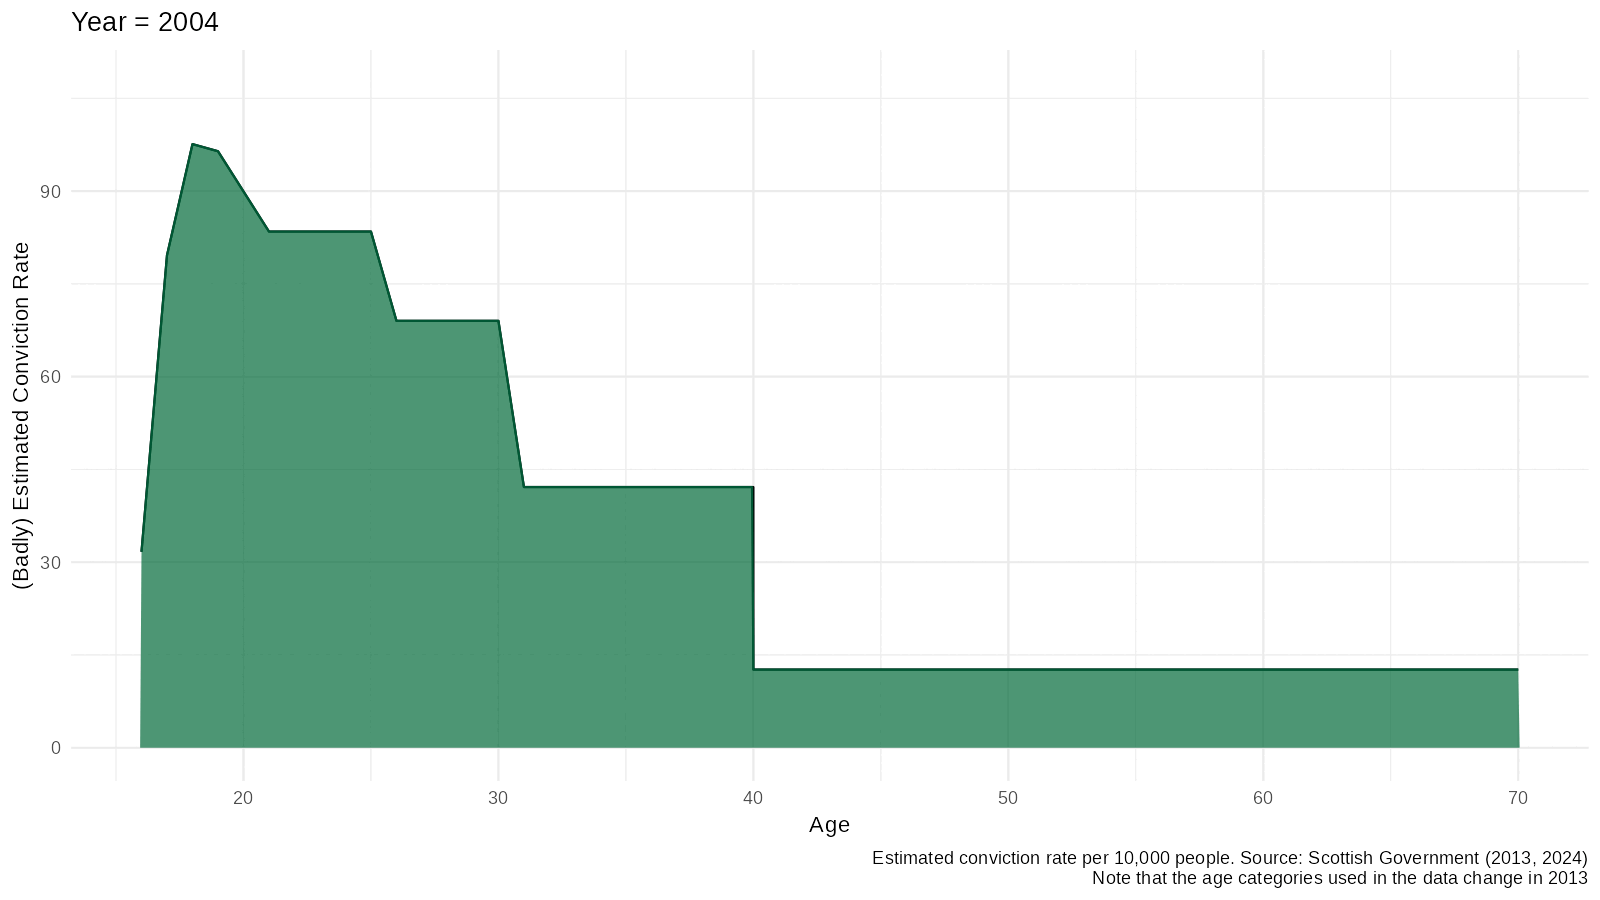 Year = 2004
(Badly) Estimated Conviction Rate
90
60
30
0
20
30
40
50
60
70
Age
Estimated conviction rate per 10,000 people. Source: Scottish Government (2013, 2024)
Note that the age categories used in the data change in 2013